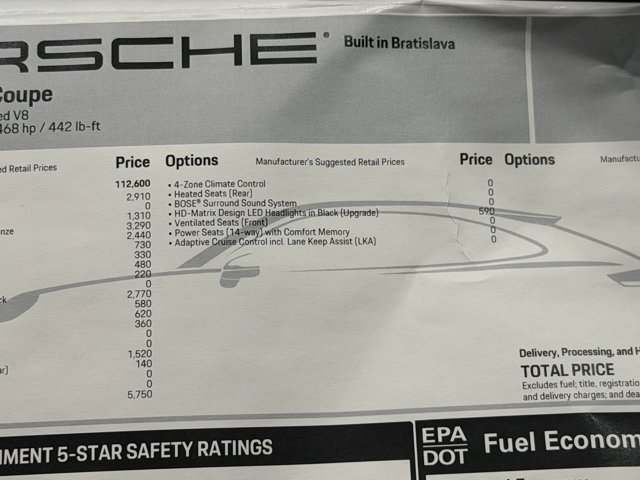 RSCHE® Built in Bratislava
Coupe
ed V8
468 hp / 442 lb-ft
ed Retail Prices Price Options Manufacturer's Suggested Retail Prices Price Options Manufactu
112,600 • 4-Zone Climate Control 0
2,910 • Heated Seats (Rear) 0
0 • BOSE® Surround Sound System 0
1,310 • HD-Matrix Design LED Headlights in Black (Upgrade) 590
enze 3,290 • Ventilated Seats (Front) 0
2,440 • Power Seats (14-way) with Comfort Memory 0
730 • Adaptive Cruise Control incl. Lane Keep Assist (LKA) 0
330
480
220
0
ck 2,770
580
620
360
0
0
1,520
140
ar) 0
0
5,750
Delivery, Processing, and H
TOTAL PRICE
Excludes fuel, title, registratio
and delivery charges; and dea
NMENT 5-STAR SAFETY RATINGS
EPA
DOT Fuel Econom